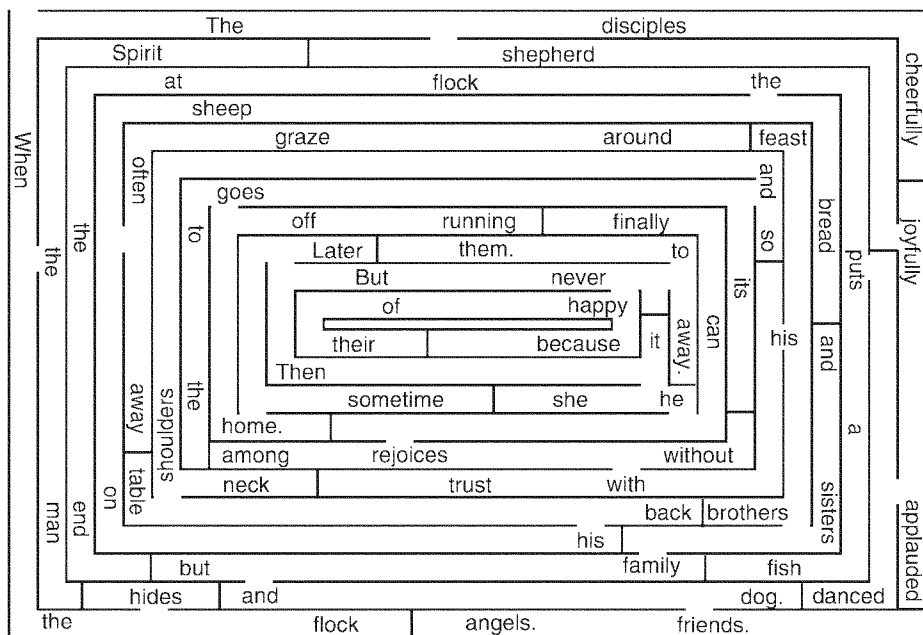 The disciples
Spirit shepherd
at flock the
sheep
graze around feast
goes
off running finally
Later them. to
But never
of happy
their because it
Then
sometime she he
home.
among rejoices without
neck trust with
back brothers
his
but family fish
hides and dog. danced
the flock angels. friends.
When
the
man
the
end
on
often
away
table
shoulders
to
the
away.
can
its
and
so
his
bread
and
sisters
puts
a
cheerfully
joyfully
applauded